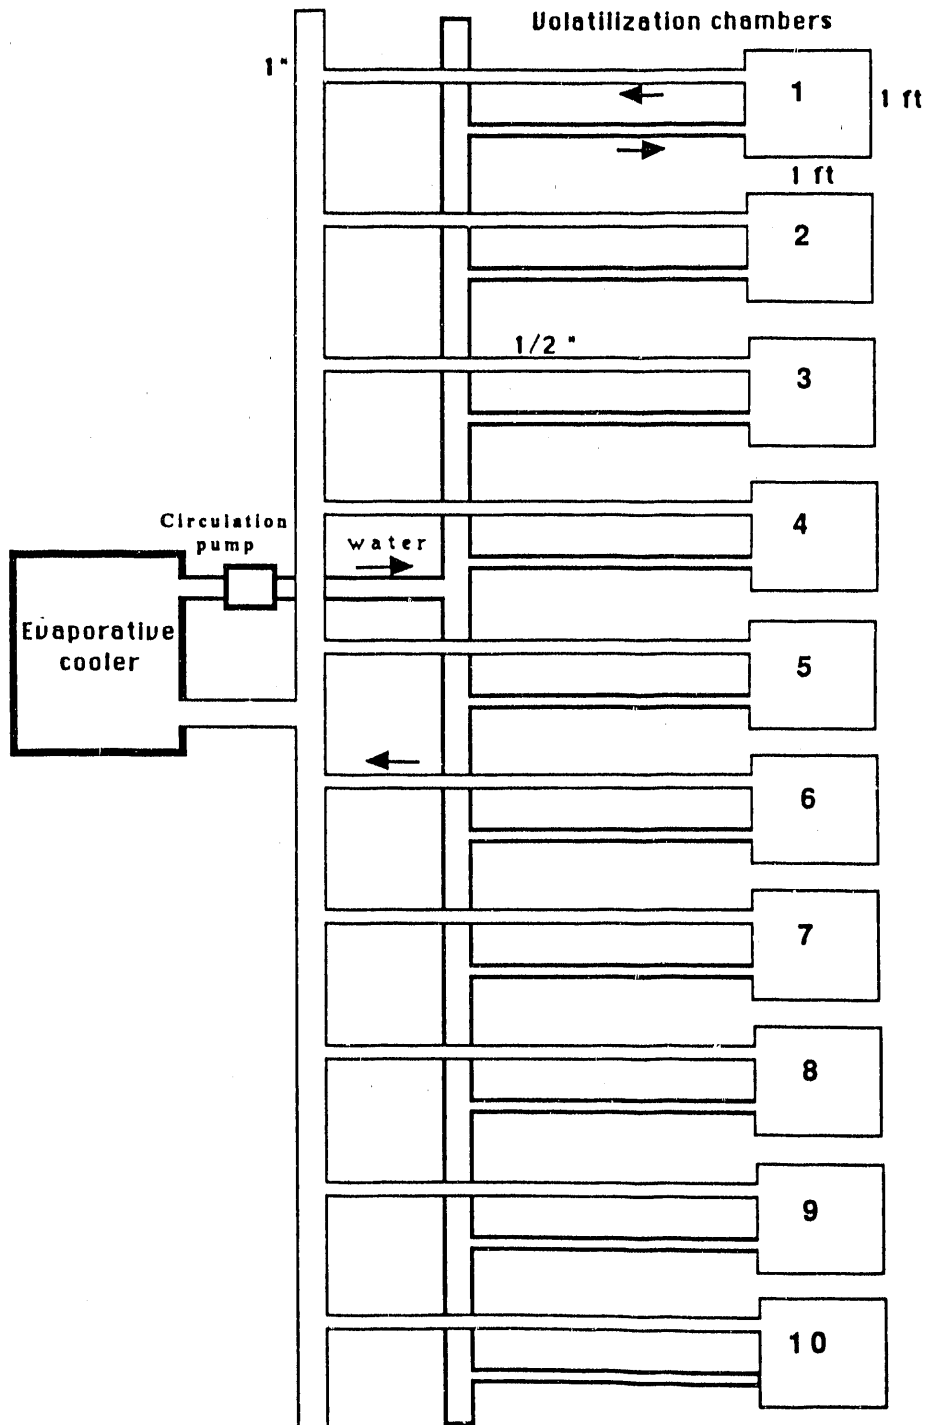 Volatilization chambers
1"
1
1 ft
1 ft
2
1/2 "
3
4
Circulation
pump
water
Evaporative
cooler
5
6
7
8
9
10